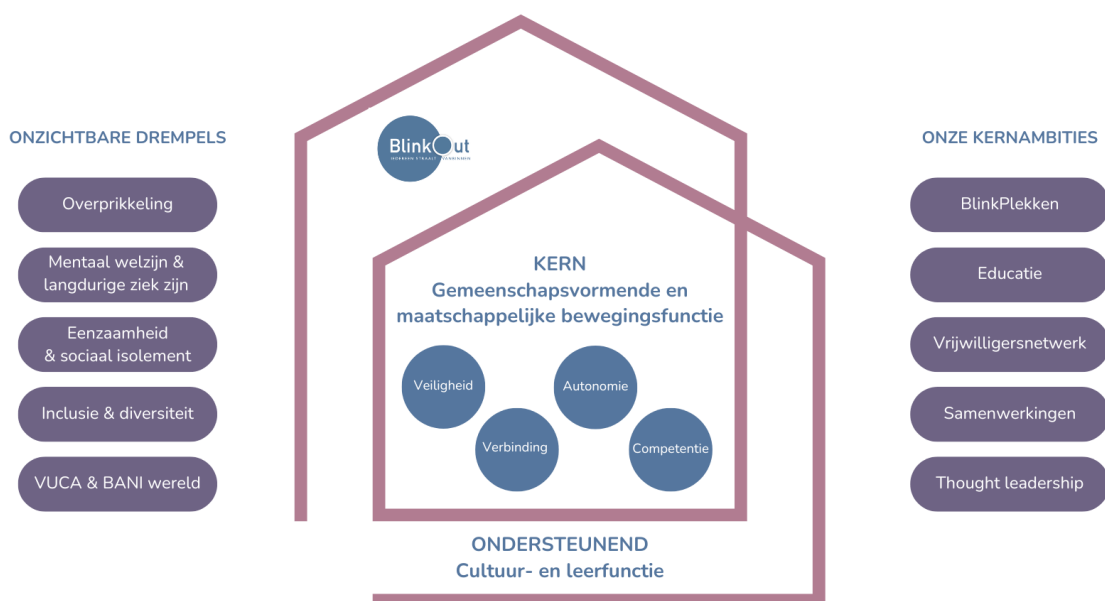 ONZICHTBARE DREMPELS
Overprikkeling
Mentaal welzijn &
langdurige ziek zijn
Eenzaamheid
& sociaal isolement
Inclusie & diversiteit
VUCA & BANI wereld
BlinkOut
KERN
Gemeenschapsvormende en
maatschappelijke bewegingsfunctie
Veiligheid
Autonomie
Verbinding
Competentie
ONDERSTEUNEND
Cultuur- en leerfunctie
ONZE KERNAMBITIES
BlinkPlekken
Educatie
Vrijwilligersnetwerk
Samenwerkingen
Thought leadership